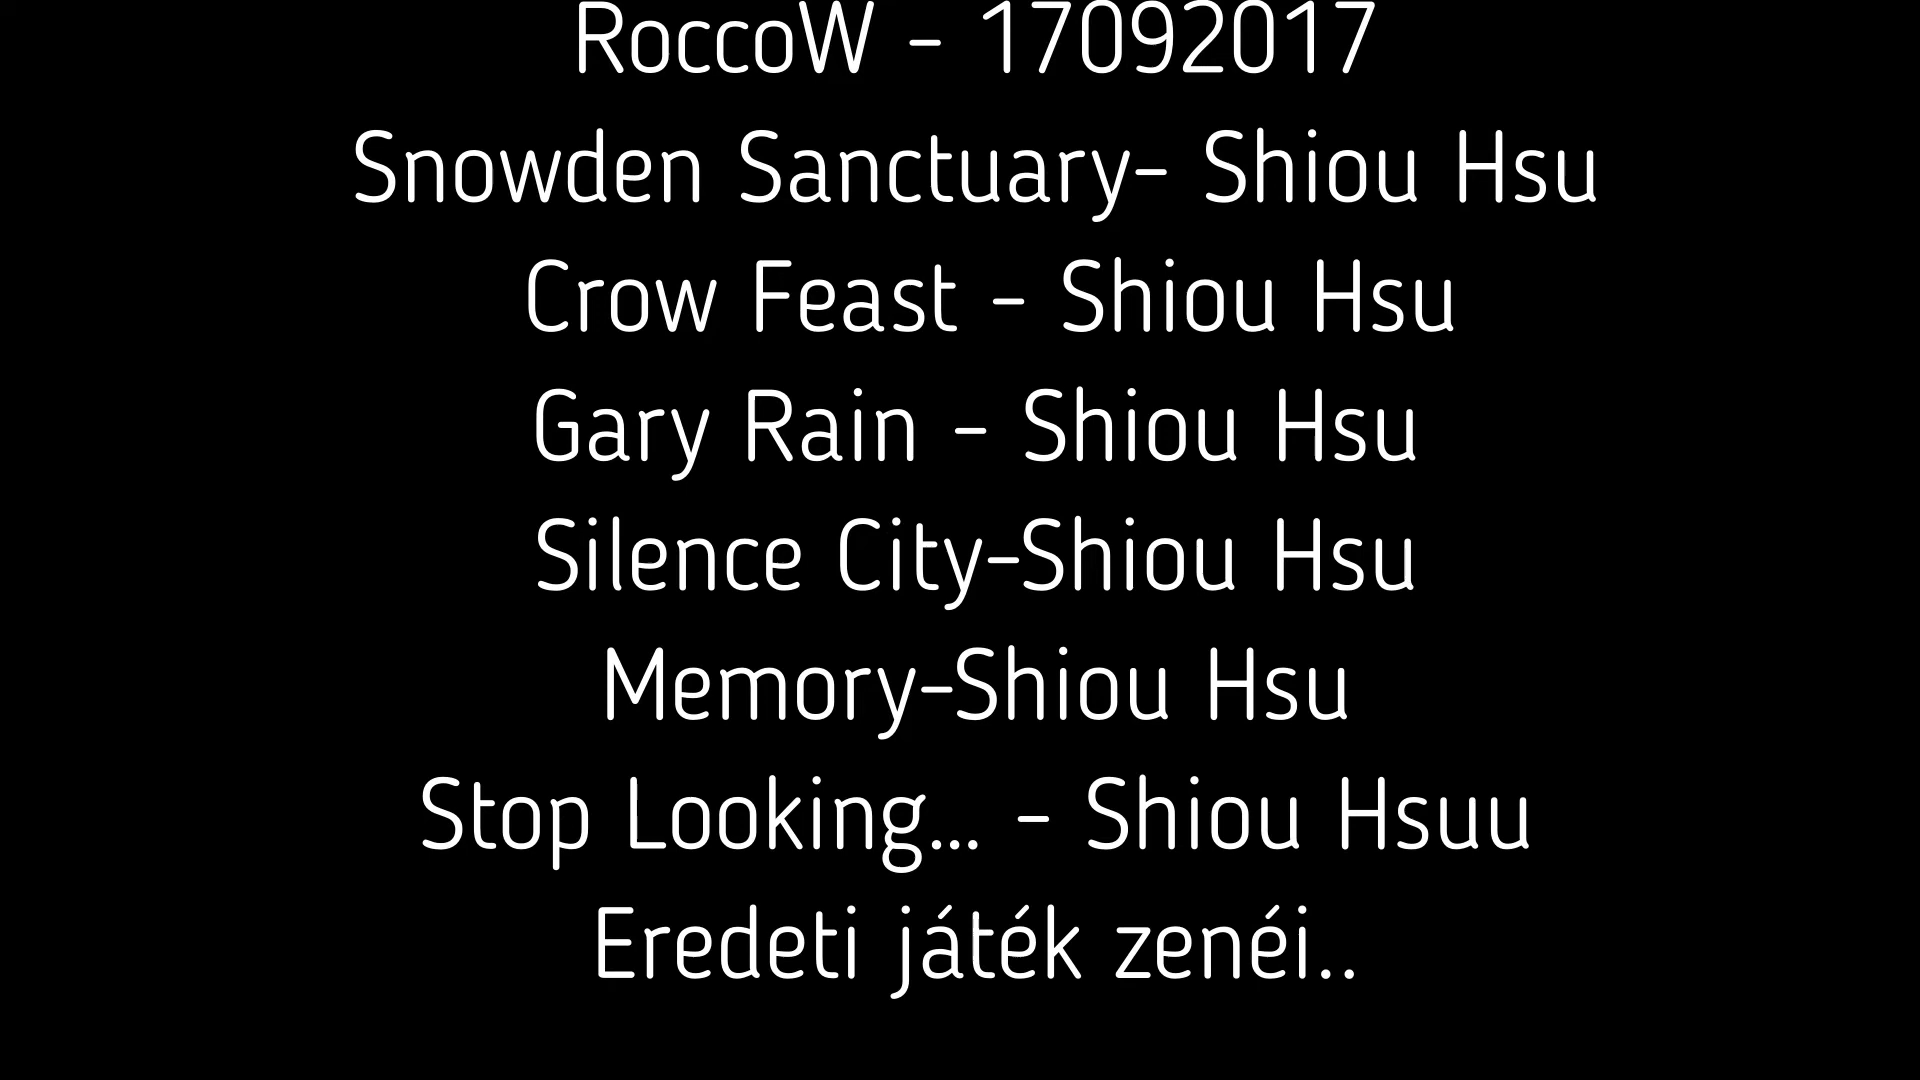 RoccoW - 17092017
Snowden Sanctuary- Shiou Hsu
Crow Feast - Shiou Hsu
Gary Rain - Shiou Hsu
Silence City-Shiou Hsu
Memory-Shiou Hsu
Stop Looking... - Shiou Hsuu
Eredeti játék zenéi..